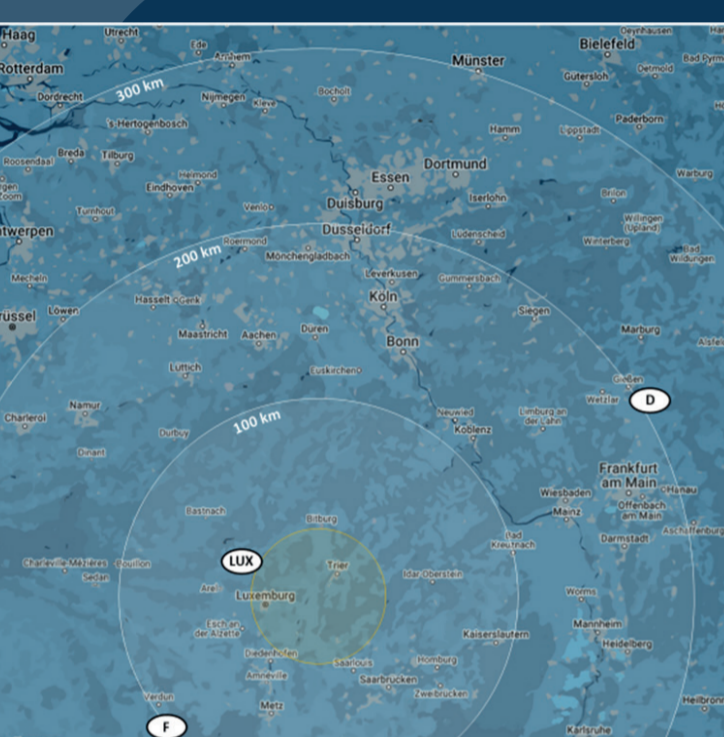 Haag
Utrecht
Ede
Arnhem
Münster
Bielefeld
Rotterdam
Gütersloh
Detmold
Bad Pyrm
300 km
Dordrecht
Nijmegen
Kleve
Bocholt
's Hertogenbosch
Hamm
Lippstadt
Paderborn
Roosendaal
Breda
Tilburg
Helmond
Eindhoven
Essen
Dortmund
Warburg
Duisburg
Iserlohn
Brilon
Turnhout
Venlo
Willingen
(Upland)
twerpen
200 km
Roermond
Düsseldorf
Mönchengladbach
Lüdenscheid
Winterberg
Bad
Wildungen
Mecheln
Leverkusen
Gummersbach
Hasselt
Genk
Köln
rüssel
Löwen
Maastricht
Aachen
Düren
Siegen
Marburg
Bonn
Alsfel
Lüttich
Euskirchen
Gießen
Wetzlar
D
Charleroi
Namur
100 km
Neuwied
Koblenz
Limburg an
der Lahn
Durbuy
Dinant
Frankfurt
am Main
Hanau
Wiesbaden
Mainz
Offenbach
am Main
Bastnach
Bitburg
Bad
Kreuznach
Darmstadt
Aschaffenburg
Charleville-Mézières
Bouillon
Sedan
LUX
Trier
Idar-Oberstein
Arel
Luxemburg
Worms
Esch an
der Alzette
Kaiserslautern
Mannheim
Heidelberg
Diedenhofen
Saarlouis
Homburg
Amnéville
Saarbrücken
Zweibrücken
Verdun
Metz
Heilbronn
F
Karlsruhe